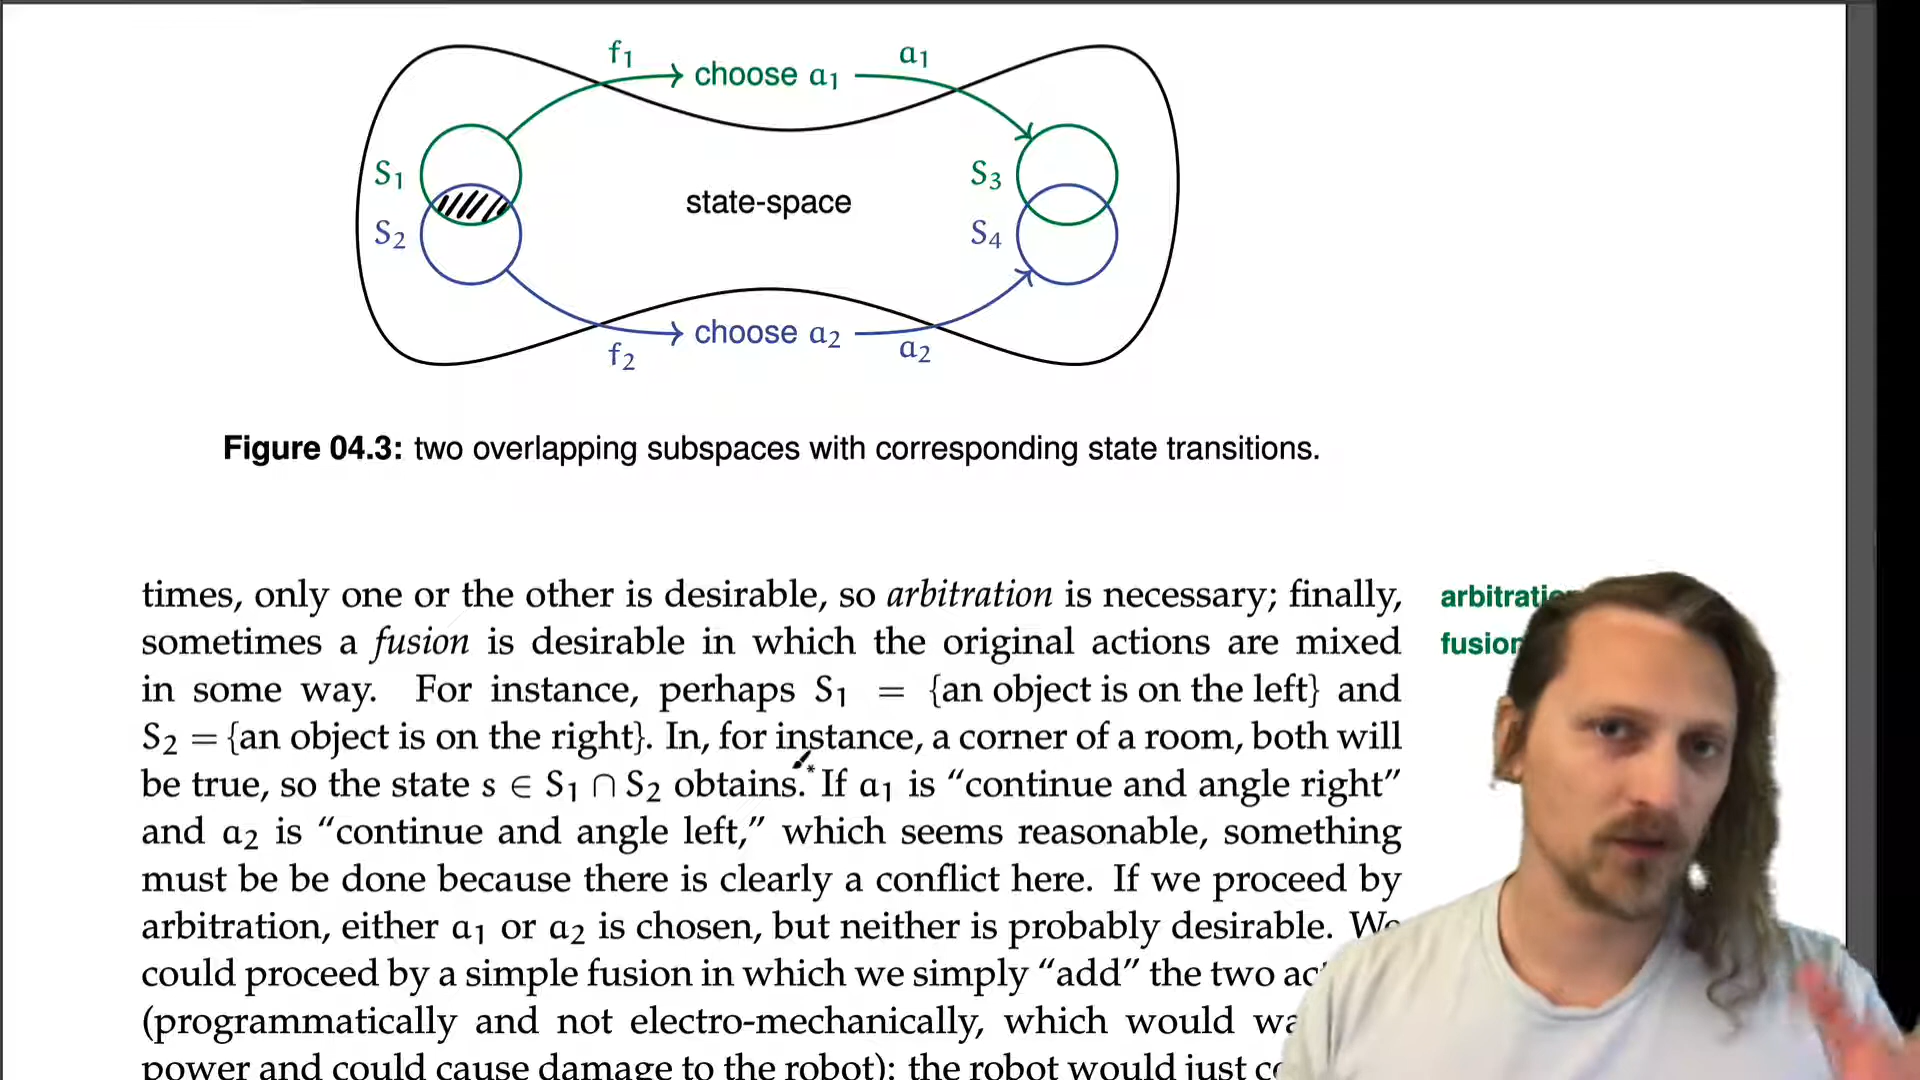 f1 choose a1 a1
S1 S3
state-space
S2 S4
f2 choose a2 a2
Figure 04.3: two overlapping subspaces with corresponding state transitions.
times, only one or the other is desirable, so arbitration is necessary; finally,
sometimes a fusion is desirable in which the original actions are mixed
fusion
in some way. For instance, perhaps S1 = {an object is on the left} and
S2 = {an object is on the right}. In, for instance, a corner of a room, both will
be true, so the state s ∈ S1 ∩ S2 obtains.* If a1 is “continue and angle right”
and a2 is “continue and angle left,” which seems reasonable, something
must be be done because there is clearly a conflict here. If we proceed by
arbitration, either a1 or a2 is chosen, but neither is probably desirable. We
could proceed by a simple fusion in which we simply “add” the two
(programmatically and not electro-mechanically, which would
power and could cause damage to the robot): the robot would just